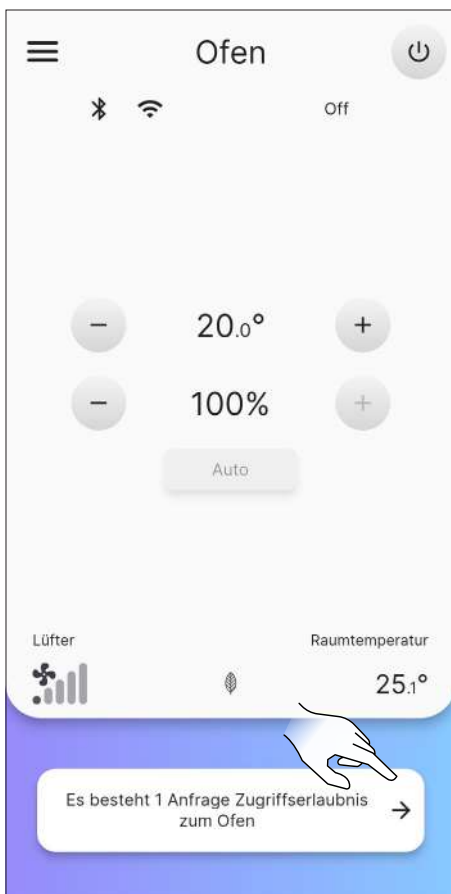 Ofen
Off
20.0°
100%
Auto
Lüfter
Raumtemperatur
25.1°
Es besteht 1 Anfrage Zugriffserlaubnis
zum Ofen